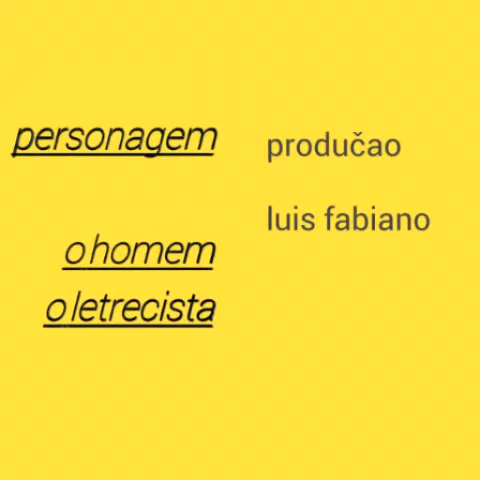 personagem
o homem
o letrecista
produčao
luis fabiano